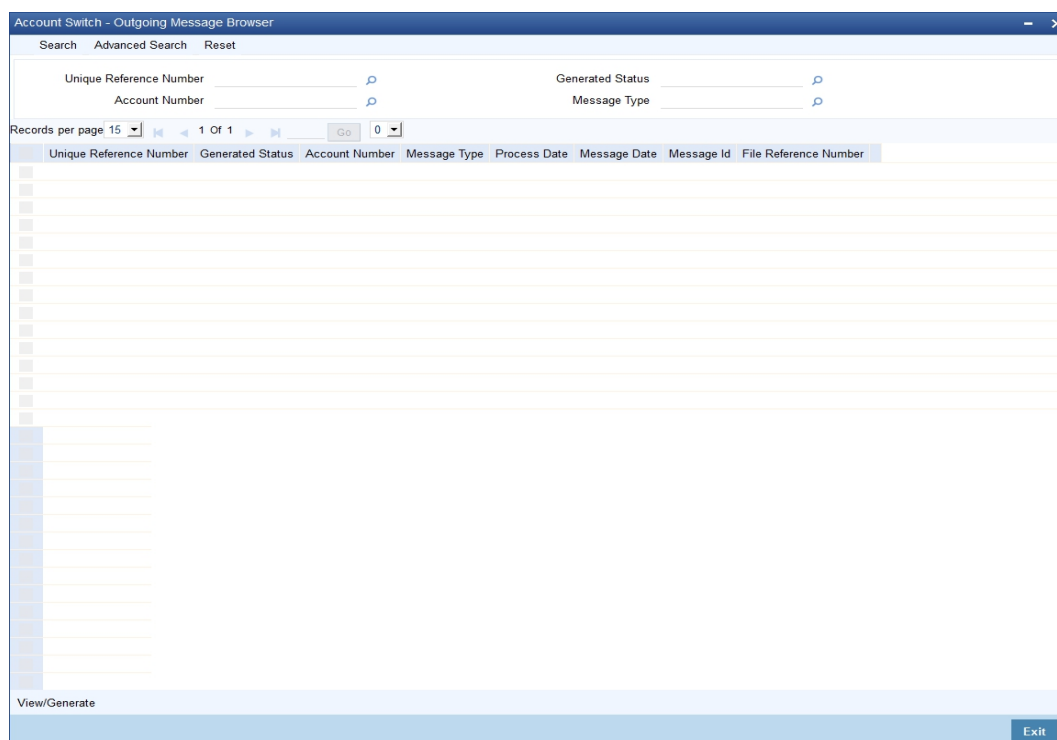 Account Switch - Outgoing Message Browser
Search Advanced Search Reset
Unique Reference Number Generated Status
Account Number Message Type
Records per page 15 1 Of 1 Go 0
Unique Reference Number Generated Status Account Number Message Type Process Date Message Date Message Id File Reference Number
View/Generate
Exit